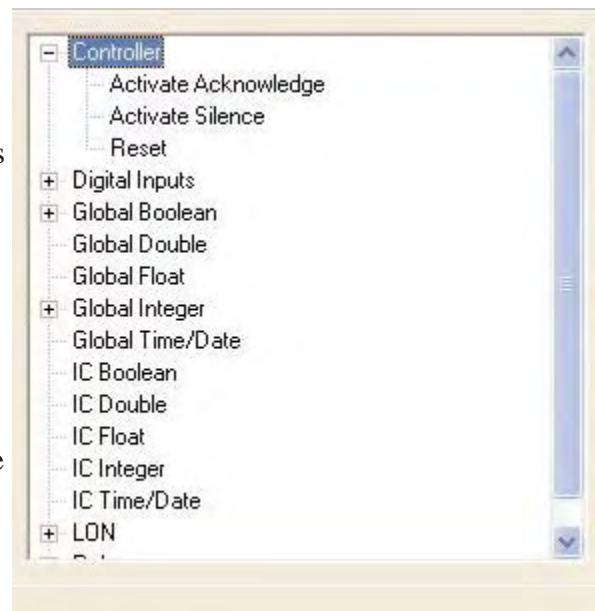 Controller
Activate Acknowledge
Activate Silence
Reset
Digital Inputs
Global Boolean
Global Double
Global Float
Global Integer
Global Time/Date
IC Boolean
IC Double
IC Float
IC Integer
IC Time/Date
LON